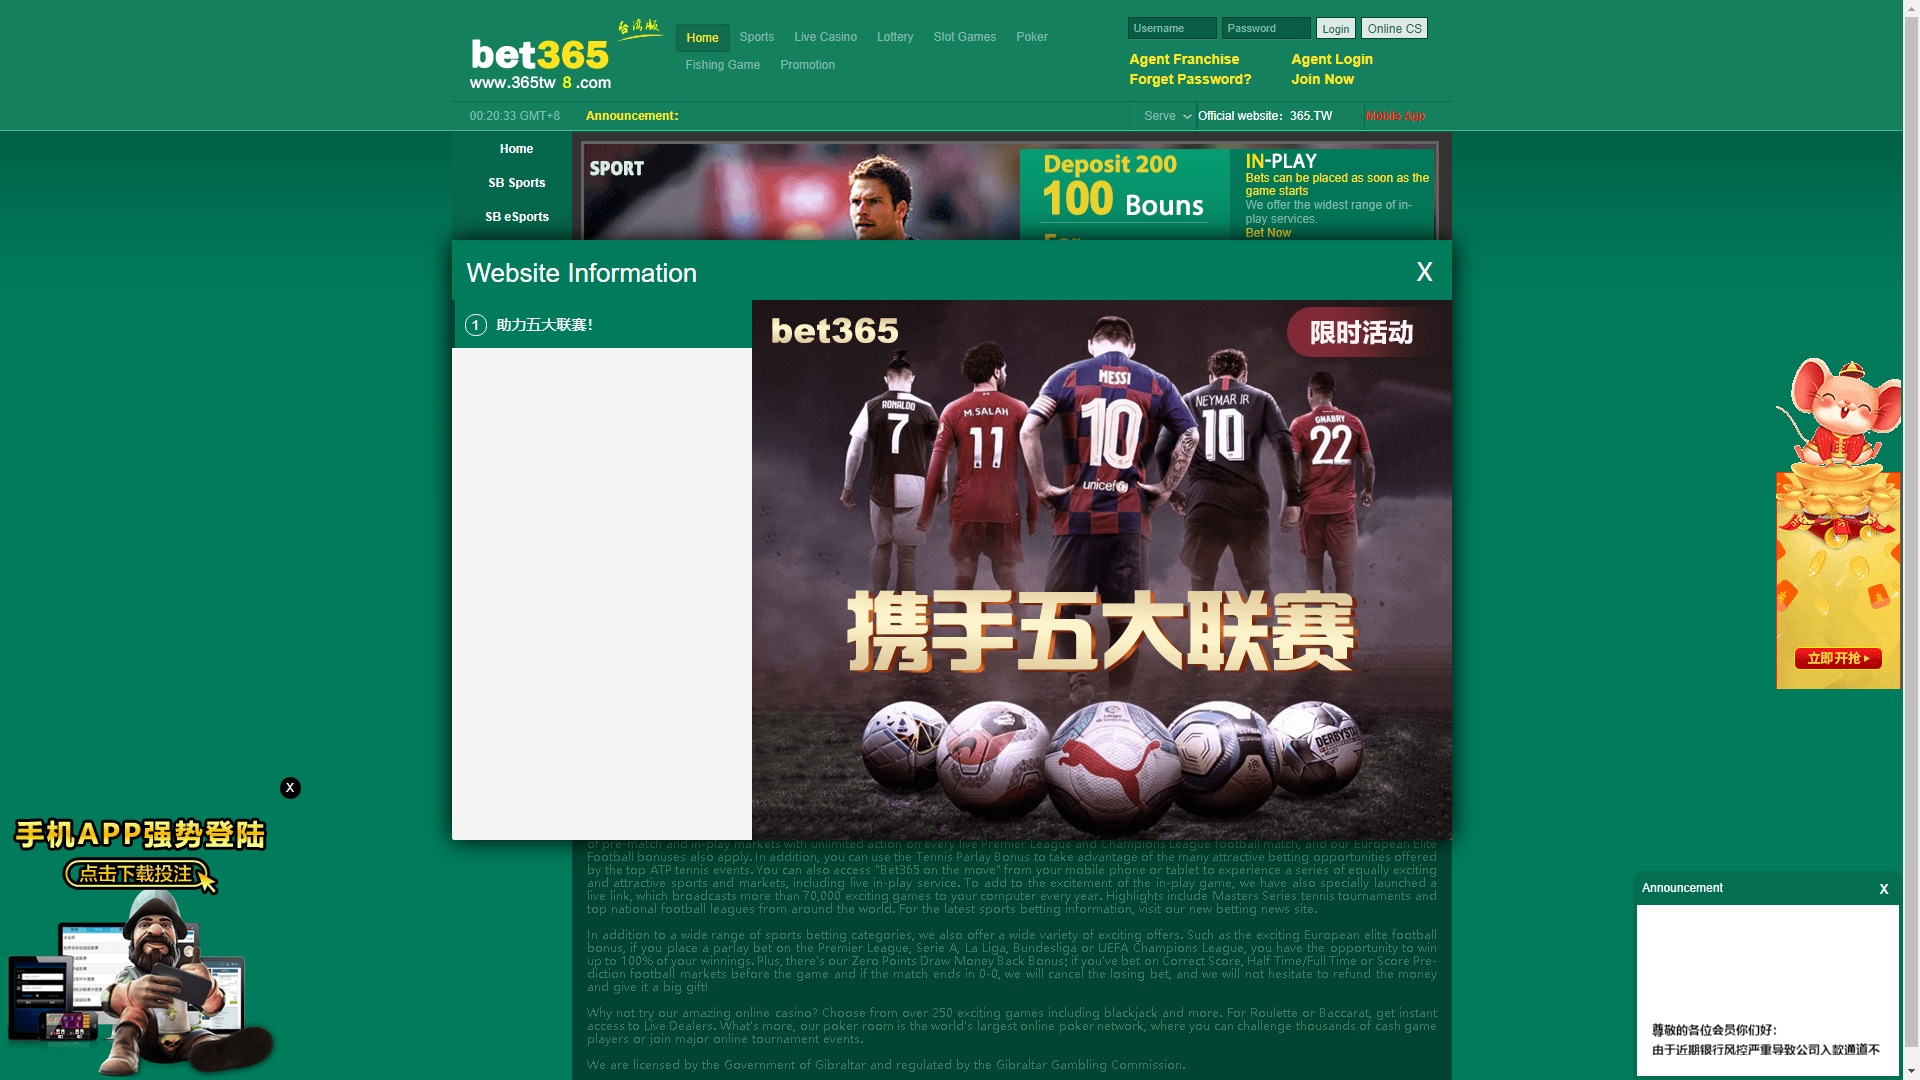 台湾版
bet365
www.365tw 8 .com
Home
Sports
Live Casino
Lottery
Slot Games
Poker
Fishing Game
Promotion
Username
Password
Login
Online CS
Agent Franchise
Agent Login
Forget Password?
Join Now
00:20:33 GMT+8
Announcement:
Serve
Official website：365.TW
Mobile App
Home
SB Sports
SB eSports
SPORT
Deposit 200
100 Bouns
For
IN-PLAY
Bets can be placed as soon as the
game starts
We offer the widest range of in-
play services.
Bet Now
Website Information
X
1 助力五大联赛！
bet365
限时活动
RONALDO
7
M.SALAH
11
MESSI
10
unicef
NEYMAR JR
10
GNABRY
22
携手五大联赛
DERBYSTAR
立即开抢
X
手机APP强势登陆
点击下载投注
of pre-match and in-play markets with unlimited action on every live Premier League and Champions League football match, and our European Elite
Football bonuses also apply. In addition, you can use the Tennis Parlay Bonus to take advantage of the many attractive betting opportunities offered
by the top ATP tennis events. You can also access "Bet365 on the move" from your mobile phone or tablet to experience a series of equally exciting
and attractive sports and markets, including live in-play service. To add to the excitement of the in-play game, we have also specially launched a
live link, which broadcasts more than 70,000 exciting games to your computer every year. Highlights include Masters Series tennis tournaments and
top national football leagues from around the world. For the latest sports betting information, visit our new betting news site.
In addition to a wide range of sports betting categories, we also offer a wide variety of exciting offers. Such as the exciting European elite football
bonus, if you place a parlay bet on the Premier League, Serie A, La Liga, Bundesliga or UEFA Champions League, you have the opportunity to win
up to 100% of your winnings. Plus, there's our Zero Points Draw Money Back Bonus; if you've bet on Correct Score, Half Time/Full Time or Score Pre-
diction football markets before the game and if the match ends in 0-0, we will cancel the losing bet, and we will not hesitate to refund the money
and give it a big gift!
Why not try our amazing online casino? Choose from over 250 exciting games including blackjack and more. For Roulette or Baccarat, get instant
access to Live Dealers. What's more, our poker room is the world's largest online poker network, where you can challenge thousands of cash game
players or join major online tournament events.
We are licensed by the Government of Gibraltar and regulated by the Gibraltar Gambling Commission.
Announcement
X
尊敬的各位会员你们好：
由于近期银行风控严重导致公司入款通道不